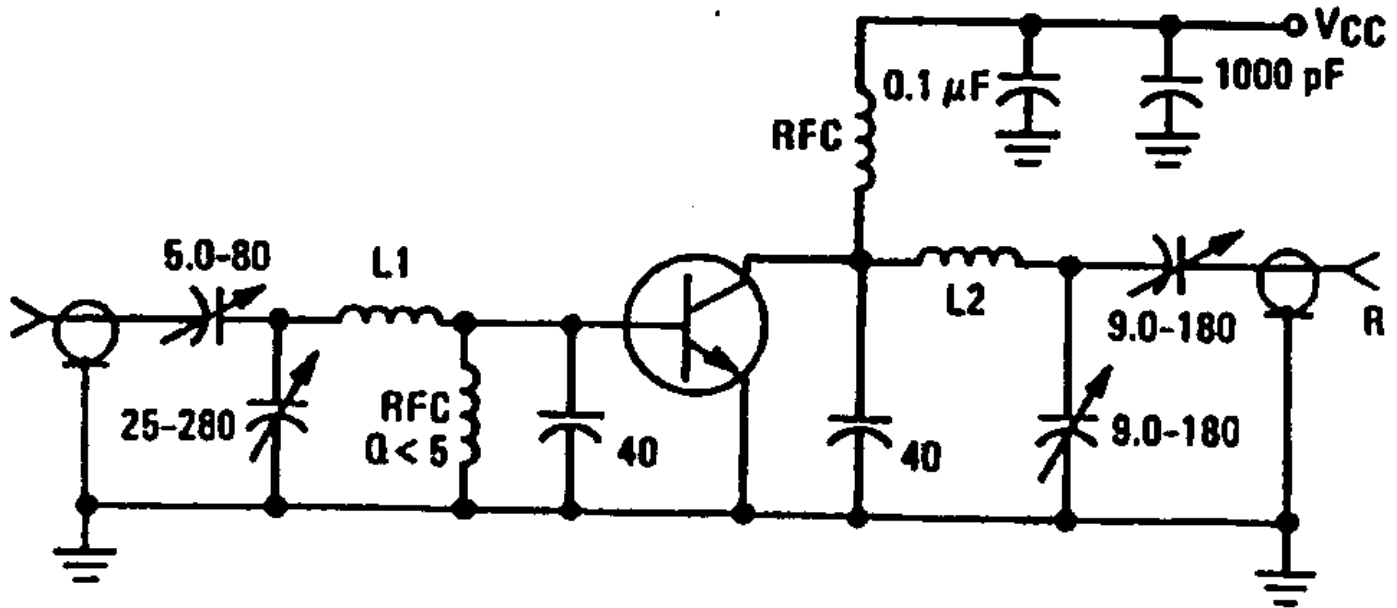 VCC
0.1 μF
1000 pF
RFC
5.0-80
L1
L2
9.0-180
R
25-280
RFC
Q < 5
40
40
9.0-180